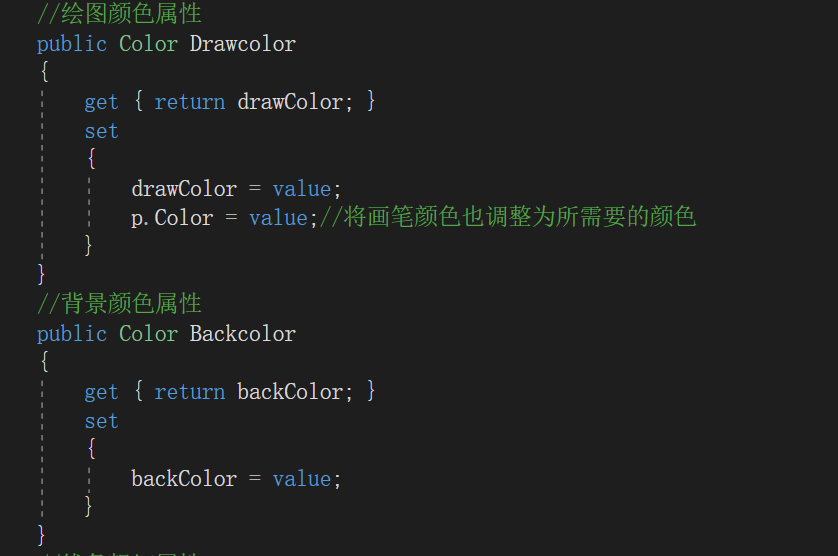 //绘图颜色属性
public Color Drawcolor
{
get { return drawColor; }
set
{
drawColor = value;
p.Color = value;//将画笔颜色也调整为所需要的颜色
}
}
//背景颜色属性
public Color Backcolor
{
get { return backColor; }
set
{
backColor = value;
}
}